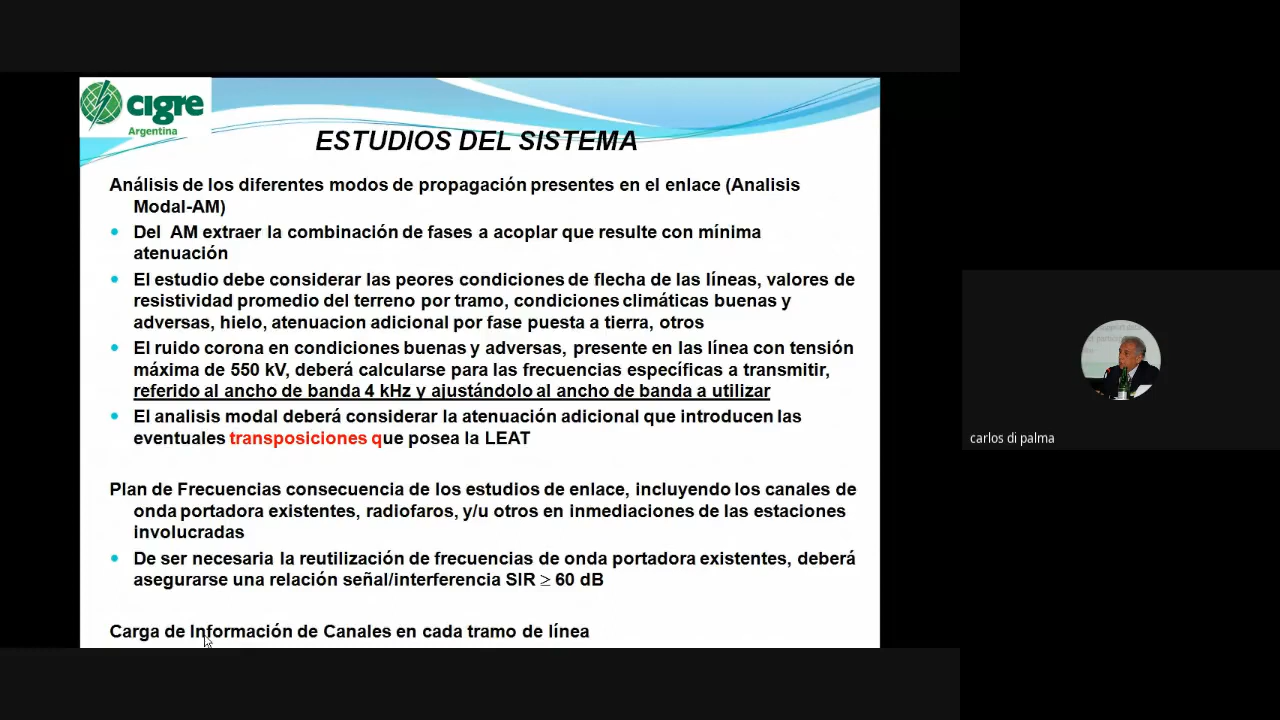 cigre
Argentina
ESTUDIOS DEL SISTEMA
Análisis de los diferentes modos de propagación presentes en el enlace (Analisis
Modal-AM)
• Del AM extraer la combinación de fases a acoplar que resulte con mínima
atenuación
• El estudio debe considerar las peores condiciones de flecha de las líneas, valores de
resistividad promedio del terreno por tramo, condiciones climáticas buenas y
adversas, hielo, atenuacion adicional por fase puesta a tierra, otros
• El ruido corona en condiciones buenas y adversas, presente en las línea con tensión
máxima de 550 kV, deberá calcularse para las frecuencias específicas a transmitir,
referido al ancho de banda 4 kHz y ajustándolo al ancho de banda a utilizar
• El analisis modal deberá considerar la atenuación adicional que introducen las
eventuales transposiciones que posea la LEAT
Plan de Frecuencias consecuencia de los estudios de enlace, incluyendo los canales de
onda portadora existentes, radiofaros, y/u otros en inmediaciones de las estaciones
involucradas
• De ser necesaria la reutilización de frecuencias de onda portadora existentes, deberá
asegurarse una relación señal/interferencia SIR ≥ 60 dB
Carga de Información de Canales en cada tramo de línea
carlos di palma